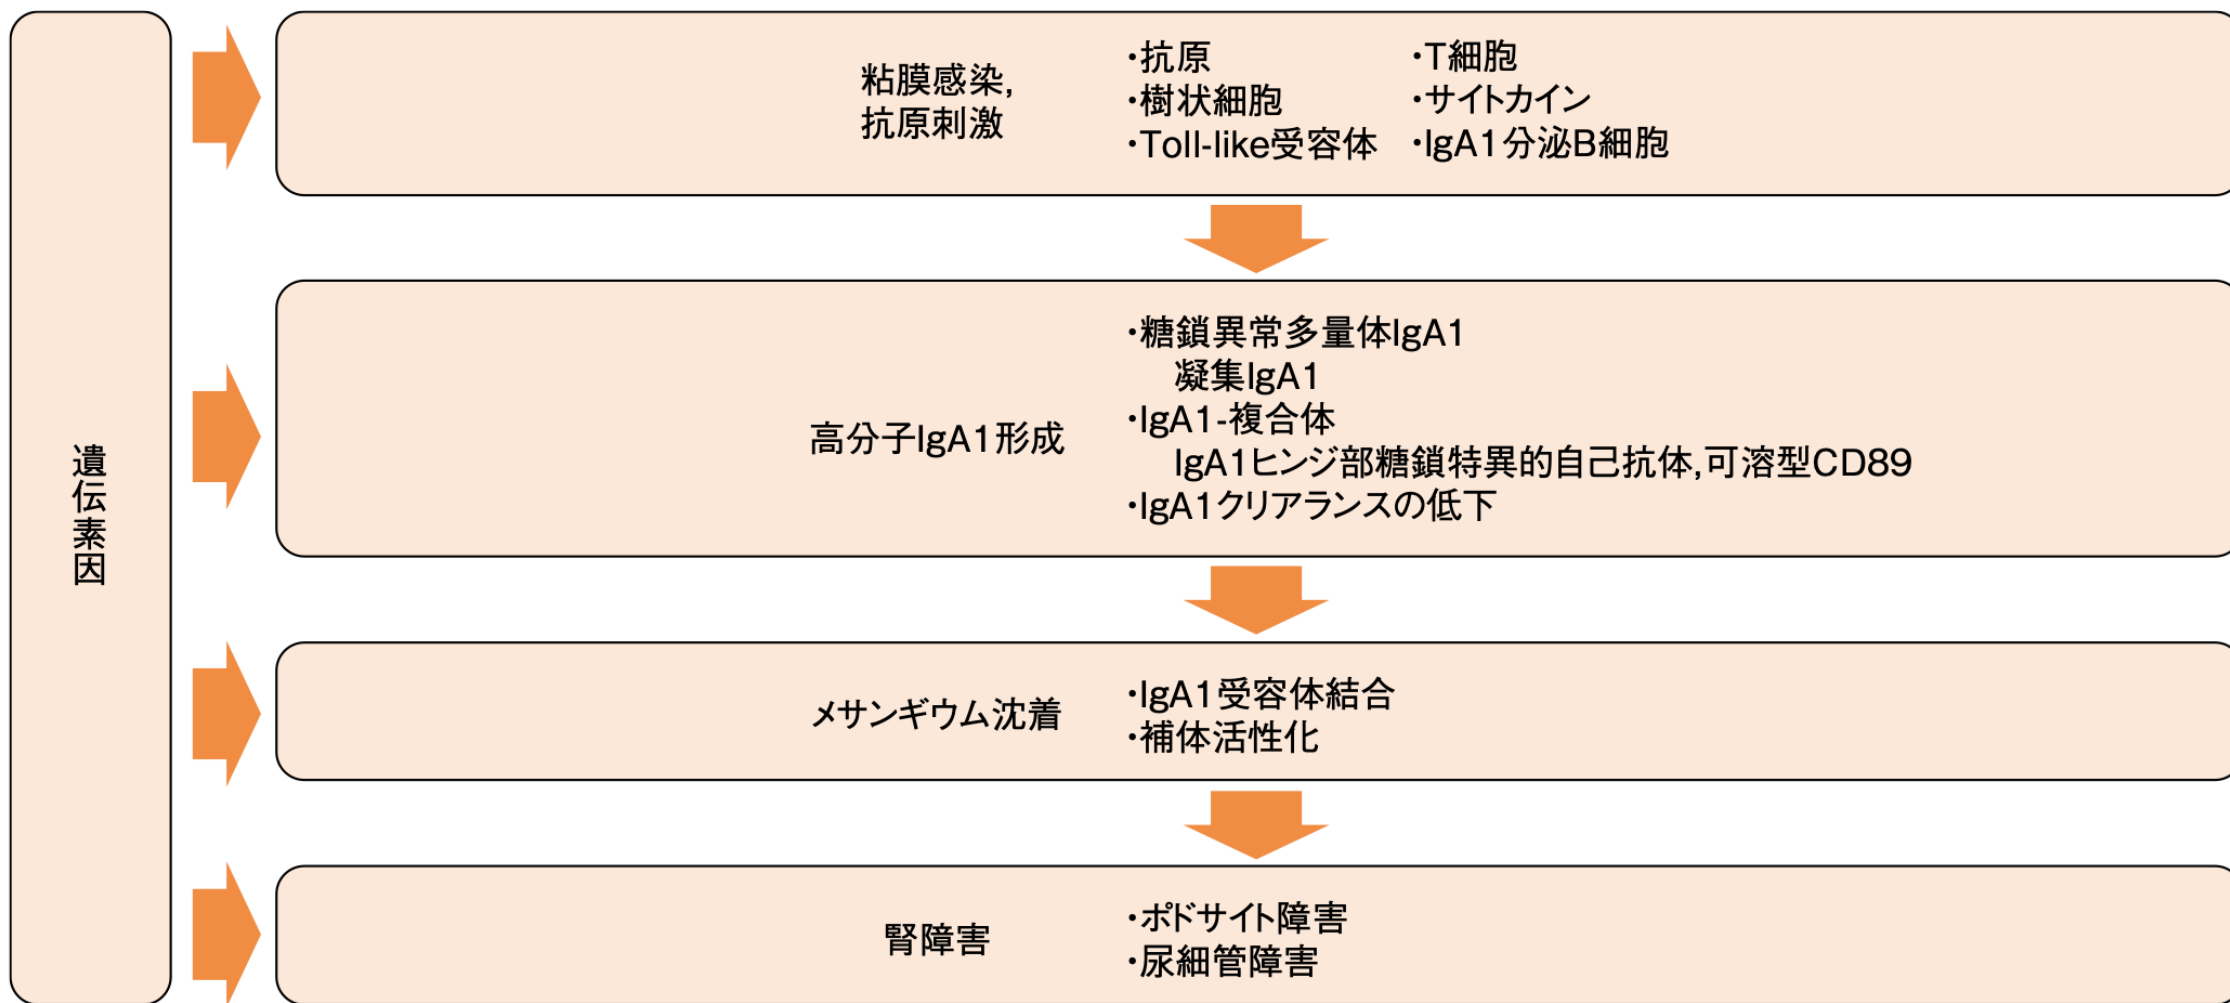 遺伝素因
粘膜感染,
抗原刺激
・抗原
・樹状細胞
・Toll-like受容体
・T細胞
・サイトカイン
・IgA1分泌B細胞
高分子IgA1形成
・糖鎖異常多量体IgA1
凝集IgA1
・IgA1-複合体
IgA1ヒンジ部糖鎖特異的自己抗体,可溶型CD89
・IgA1クリアランスの低下
メサンギウム沈着
・IgA1受容体結合
・補体活性化
腎障害
・ポドサイト障害
・尿細管障害